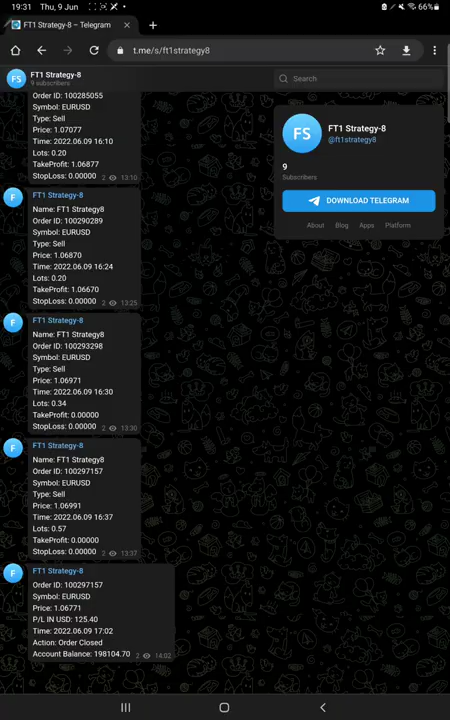 19:31 Thu, 9 Jun 66%
FT1 Strategy-8 – Telegram
t.me/s/ft1strategy8
FS
FT1 Strategy-8
9 subscribers
Search
Order ID: 100285055
Symbol: EURUSD
Type: Sell
Price: 1.07077
Time: 2022.06.09 16:10
Lots: 0.20
TakeProfit: 1.06877
StopLoss: 0.00000 2 13:10
F
FT1 Strategy-8
Name: FT1 Strategy8
Order ID: 100290289
Symbol: EURUSD
Type: Sell
Price: 1.06870
Time: 2022.06.09 16:24
Lots: 0.20
TakeProfit: 1.06670
StopLoss: 0.00000 2 13:25
F
FT1 Strategy-8
Name: FT1 Strategy8
Order ID: 100293298
Symbol: EURUSD
Type: Sell
Price: 1.06971
Time: 2022.06.09 16:30
Lots: 0.34
TakeProfit: 0.00000
StopLoss: 0.00000 2 13:30
F
FT1 Strategy-8
Name: FT1 Strategy8
Order ID: 100297157
Symbol: EURUSD
Type: Sell
Price: 1.06991
Time: 2022.06.09 16:37
Lots: 0.57
TakeProfit: 0.00000
StopLoss: 0.00000 2 13:37
F
FT1 Strategy-8
Order ID: 100297157
Symbol: EURUSD
Price: 1.06771
P/L IN USD: 125.40
Time: 2022.06.09 17:02
Action: Order Closed
Account Balance: 198104.70 2 14:02
FS
FT1 Strategy-8
@ft1strategy8
9
Subscribers
DOWNLOAD TELEGRAM
About Blog Apps Platform